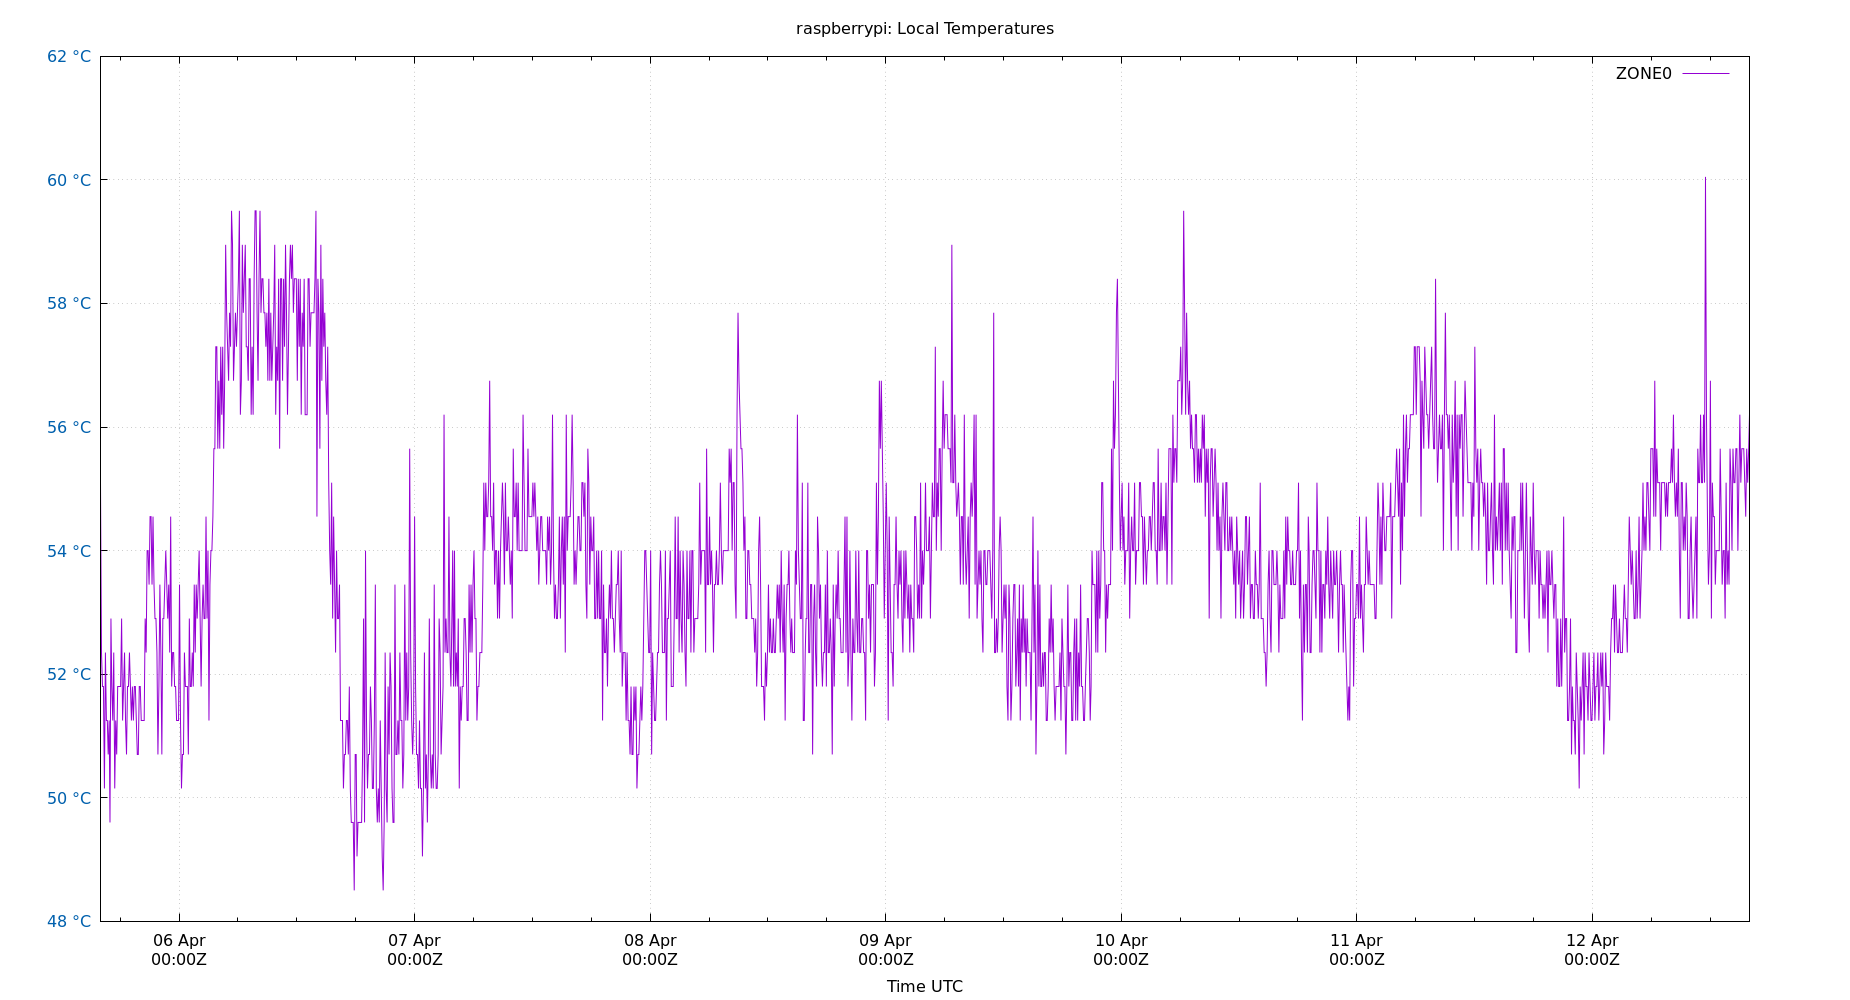 raspberrypi: Local Temperatures
62 °C
ZONE0
60 °C
58 °C
56 °C
54 °C
52 °C
50 °C
48 °C
06 Apr 07 Apr 08 Apr 09 Apr 10 Apr 11 Apr 12 Apr
00:00Z 00:00Z 00:00Z 00:00Z 00:00Z 00:00Z 00:00Z
Time UTC